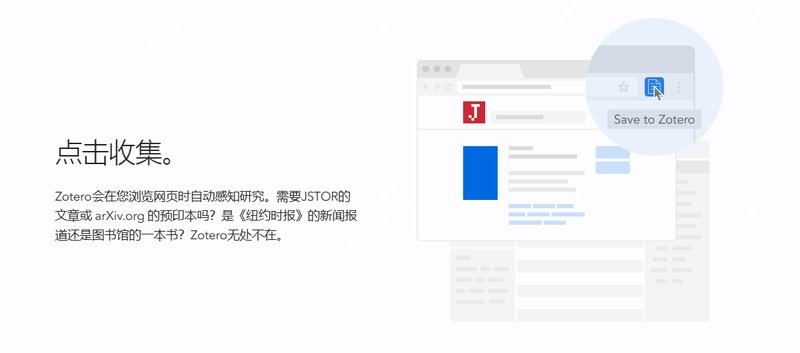 点击收集。
Zotero会在您浏览网页时自动感知研究。需要JSTOR的
文章或 arXiv.org 的预印本吗？是《纽约时报》的新闻报
道还是图书馆的一本书？Zotero无处不在。
J
Save to Zotero